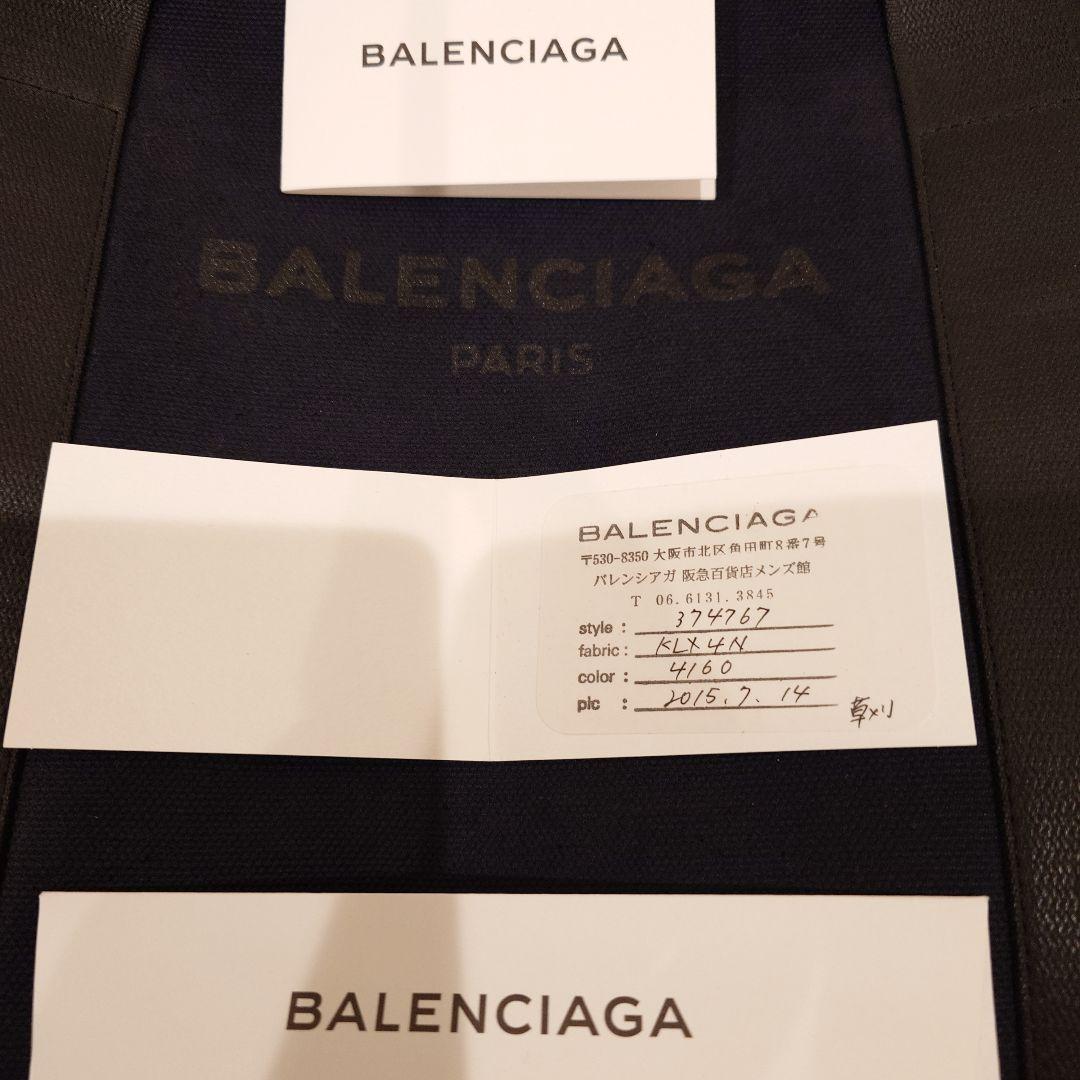 BALENCIAGA
BALENCIAGA
PARIS
BALENCIAGA
〒530-8350 大阪市北区角田町8番7号
バレンシアガ 阪急百貨店メンズ館
T 06.6131.3845
style : 374767
fabric : KLX4N
color : 4160
plc : 2015.7.14
草刈
BALENCIAGA